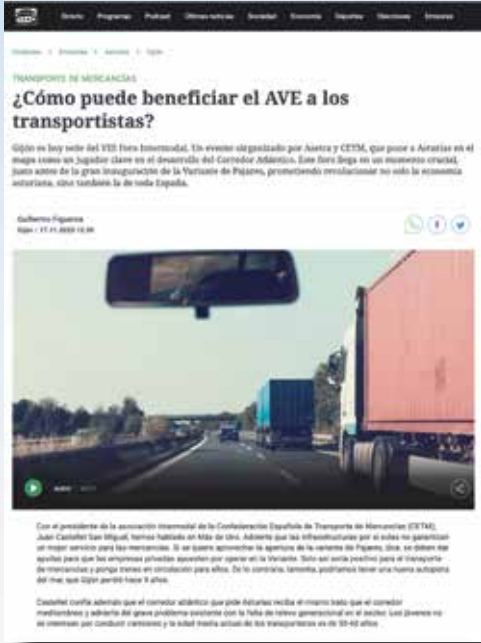 Directo Programas Podcast Últimas noticias Sociedad Economía Deportes Elecciones Emisoras
TRANSPORTE DE MERCANCÍAS
¿Cómo puede beneficiar el AVE a los
transportistas?
Gijón es hoy sede del VIII Foro Intermodal. Un evento organizado por Asetra y CETM, que pone a Asturias en el
mapa como un jugador clave en el desarrollo del Corredor Atlántico. Este foro llega en un momento crucial,
justo antes de la gran inauguración de la Variante de Pajares, prometiendo revolucionar no solo la economía
asturiana, sino también la de toda España.
Guillermo Figueroa
Gijón | 17.11.2023
AUDIO
Con el presidente de la asociación intermodal de la Confederación Española de Transporte de Mercancías (CETM),
Juan Castellet San Miguel, hemos hablado en Más de Uno. Advierte que las infraestructuras por sí solas no garantizan
un mejor servicio para las mercancías. Si se quiere aprovechar la apertura de la variante de Pajares, dice, se deben dar
ayudas para que las empresas privadas apuesten por operar en la Variante. Solo así sería positivo para el transporte
de mercancías y ponga trenes en circulación para ellos. De lo contrario, lamenta, podríamos tener una nueva autopista
del mar, que Gijón perdió hace 9 años.
Castellet confía además que el corredor atlántico que pide Asturias reciba el mismo trato que el corredor
mediterráneo y advierte del grave problema existente con la falta de relevo generacional en el sector. Los jóvenes no
se interesan por conducir camiones y la edad media actual de los transportistas es de 50-60 años